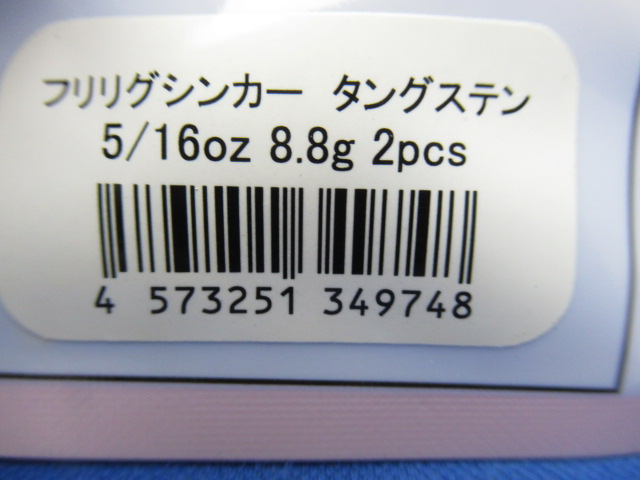 フリリグシンカー タングステン
5/16oz 8.8g 2pcs
4 573251 349748